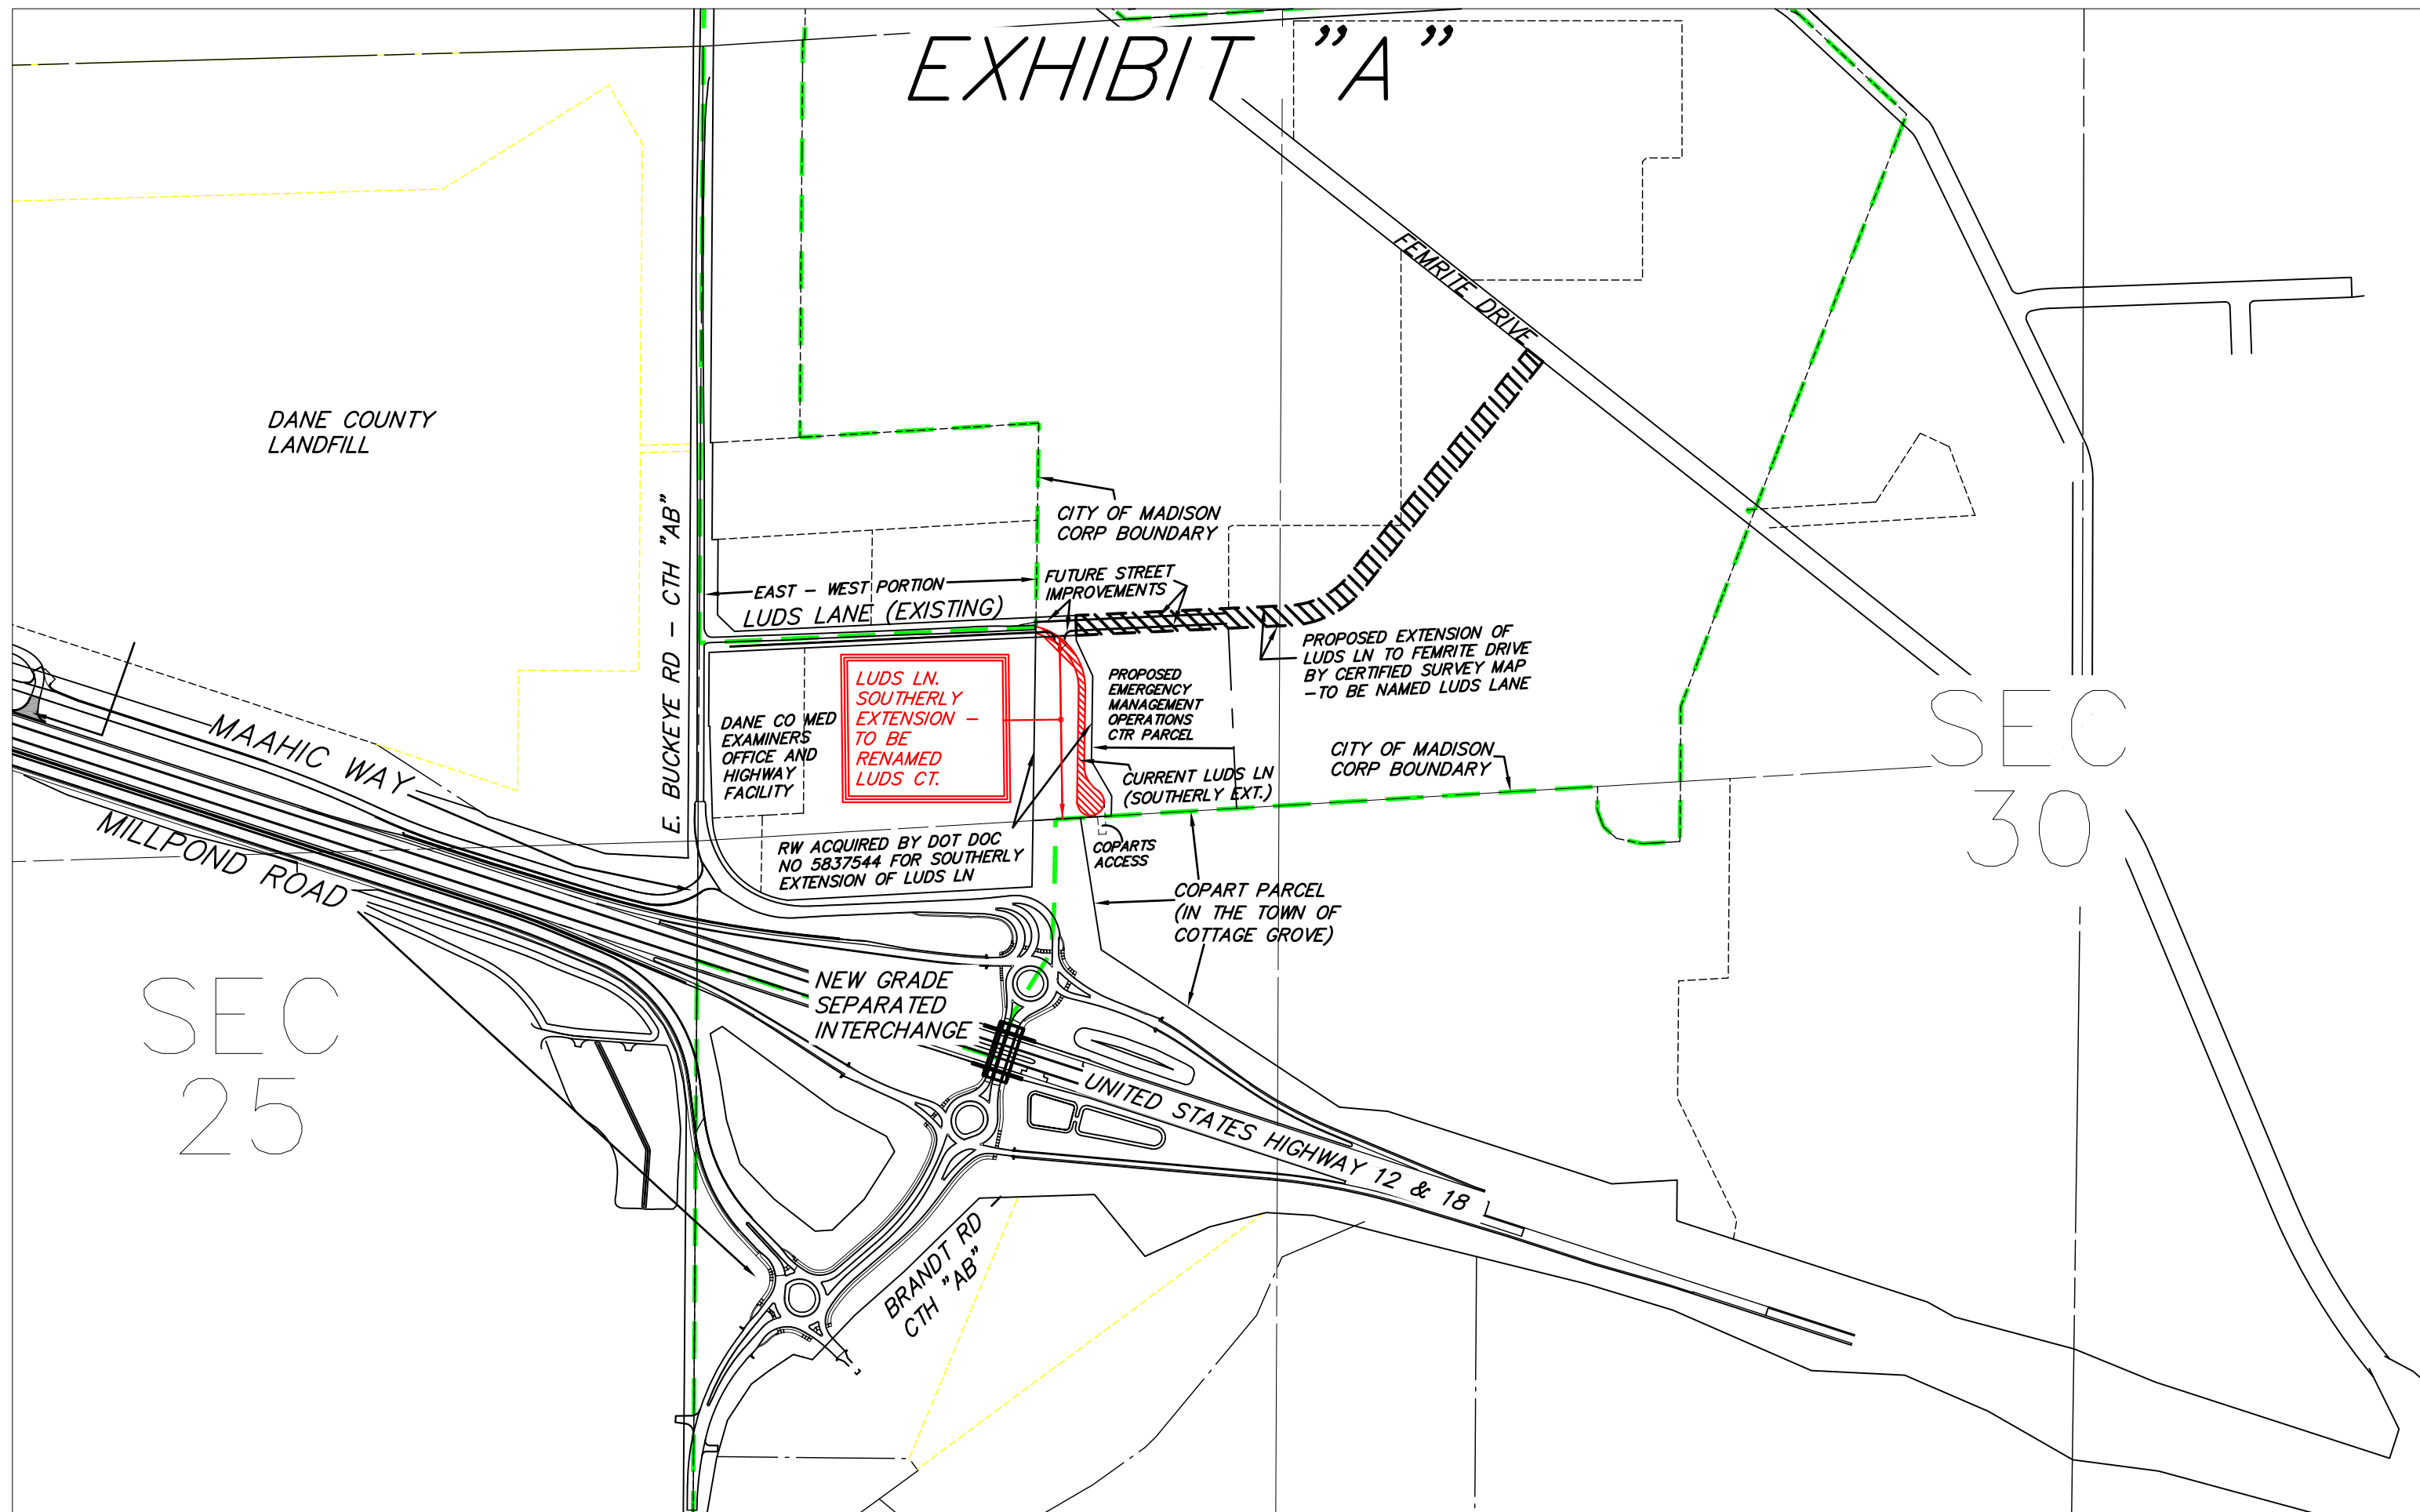 EXHIBIT "A"
FEMRITE DRIVE
DANE COUNTY
LANDFILL
E. BUCKEYE RD - CTH "AB"
CITY OF MADISON
CORP BOUNDARY
EAST - WEST PORTION
FUTURE STREET
IMPROVEMENTS
LUDS LANE (EXISTING)
PROPOSED EXTENSION OF
LUDS LN TO FEMRITE DRIVE
BY CERTIFIED SURVEY MAP
-TO BE NAMED LUDS LANE
LUDS LN.
SOUTHERLY
EXTENSION -
TO BE
RENAMED
LUDS CT.
PROPOSED
EMERGENCY
MANAGEMENT
OPERATIONS
CTR PARCEL
DANE CO MED
EXAMINERS
OFFICE AND
HIGHWAY
FACILITY
MAAHIC WAY
CITY OF MADISON
CORP BOUNDARY
CURRENT LUDS LN
(SOUTHERLY EXT.)
SEC
30
MILLPOND ROAD
RW ACQUIRED BY DOT DOC
NO 5837544 FOR SOUTHERLY
EXTENSION OF LUDS LN
COPARTS
ACCESS
COPART PARCEL
(IN THE TOWN OF
COTTAGE GROVE)
SEC
25
NEW GRADE
SEPARATED
INTERCHANGE
UNITED STATES HIGHWAY 12 & 18
BRANDT RD
CTH "AB"